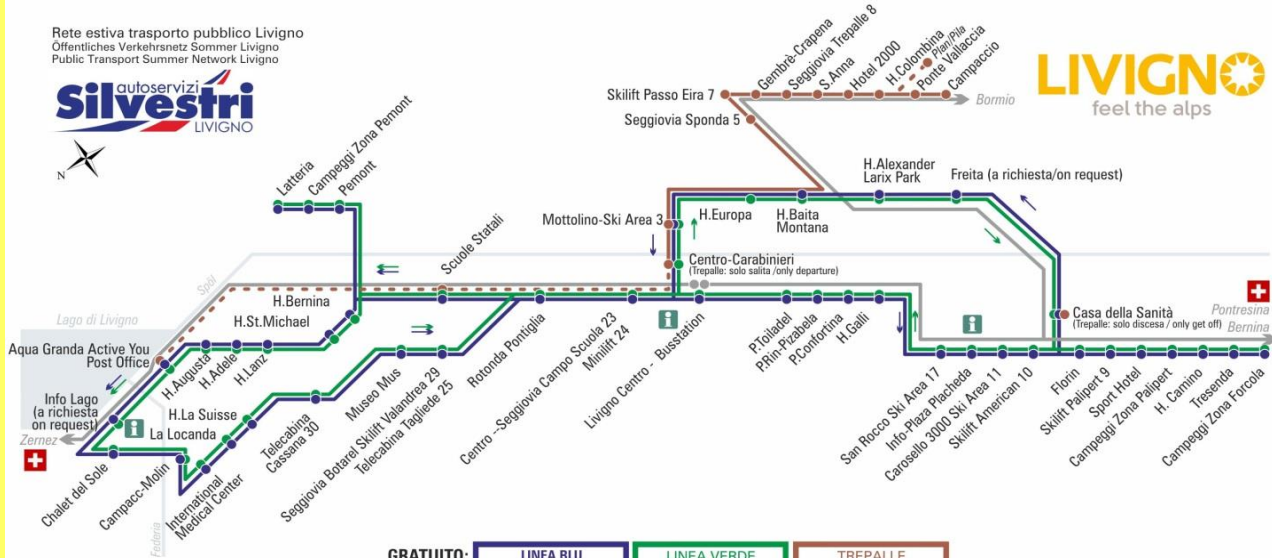 Rete estiva trasporto pubblico Livigno
Öffentliches Verkehrsnetz Sommer Livigno
Public Transport Summer Network Livigno
autoservizi
Silvestri
LIVIGNO
N
LIVIGNO
feel the alps
Skilift Passo Eira 7
Gembrè-Crapena
Seggiovia Trepalle 8
S.Anna
Hotel 2000
H.Colombina
Plan/Pila
Ponte Vallaccia
Campaccio
Bormio
Seggiovia Sponda 5
Latteria
Campeggi Zona Pemont
Pemont
H.Alexander
Larix Park
Freita (a richiesta/on request)
Mottolino-Ski Area 3
H.Europa
H.Baita
Montana
Scuole Statali
Centro-Carabinieri
(Trepalle: solo salita /only departure)
Spöl
H.Bernina
H.St.Michael
Lago di Livigno
Aqua Granda Active You
Post Office
H.Augusta
H.Adele
H.Lanz
Casa della Sanità
(Trepalle: solo discesa / only get off)
Pontresina
Bernina
Info Lago
(a richiesta
on request)
Zernez
i
H.La Suisse
La Locanda
Chalet del Sole
Campacc-Molin
International
Medical Center
Telecabina
Cassana 30
Museo Mus
Seggiovia Botarel Skilift Valandrea 29
Telecabina Tagliede 25
Rotonda Pontiglia
Centro --Seggiovia Campo Scuola 23
Minilift 24
i
Livigno Centro - Busstation
P.Toiladel
P.Rin-Pizabela
P.Confortina
H.Galli
San Rocco Ski Area 17
i
Info-Plaza Placheda
Carosello 3000 Ski Area 11
Skilift American 10
Florin
Skilift Palipert 9
Sport Hotel
Campeggi Zona Palipert
H. Camino
Tresenda
Campeggi Zona Forcola
Federia
GRATUITO:
LINEA BLU
LINEA VERDE
TREPALLE